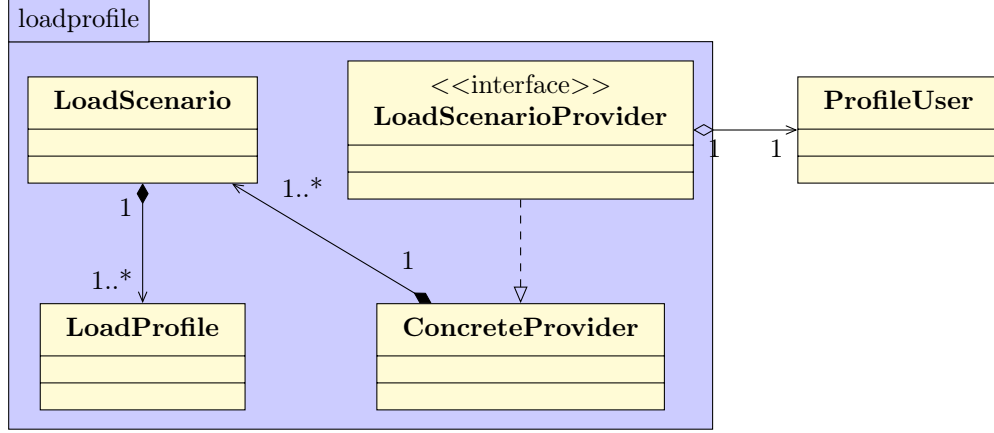 loadprofile
LoadScenario
<<interface>>
LoadScenarioProvider
ProfileUser
1
1
1
1..*
1..*
1
LoadProfile
ConcreteProvider